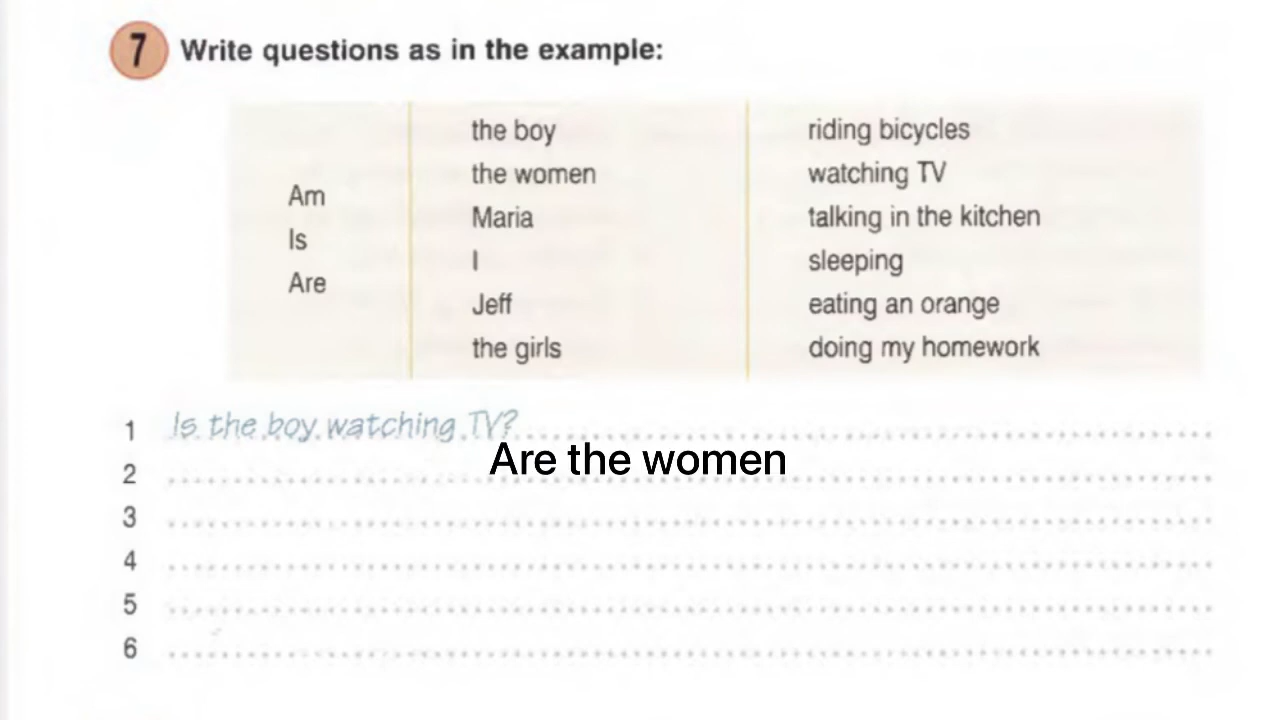 7 Write questions as in the example:
the boy riding bicycles
the women watching TV
Am
Maria talking in the kitchen
Is
I sleeping
Are
Jeff eating an orange
the girls doing my homework
1 Is the boy watching TV?
Are the women
2
3
4
5
6